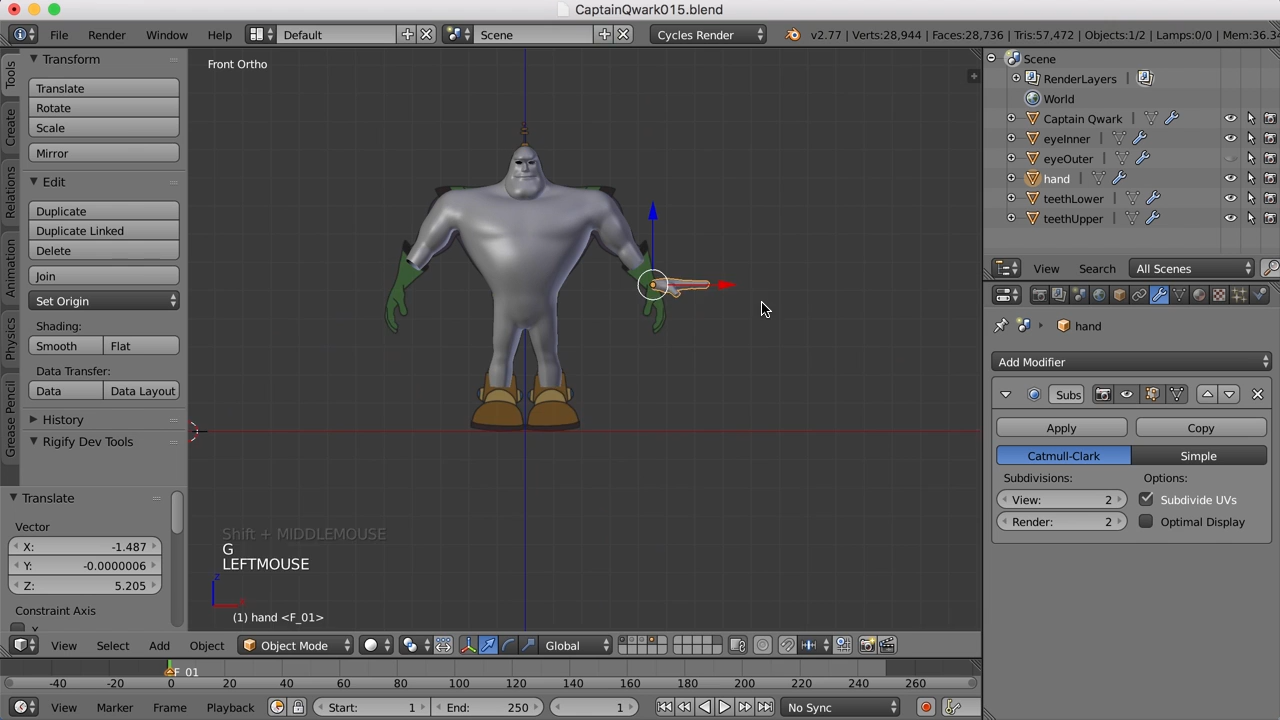 CaptainQwark015.blend
File Render Window Help Default Scene Cycles Render v2.77 | Verts:28,944 | Faces:28,736 | Tris:57,472 | Objects:1/2 | Lamps:0/0 | Mem:36.3
Tools
Create
Relations
Animation
Physics
Grease Pencil
Transform
Translate
Rotate
Scale
Mirror
Edit
Duplicate
Duplicate Linked
Delete
Join
Set Origin
Shading:
Smooth Flat
Data Transfer:
Data Data Layout
History
Rigify Dev Tools
Translate
Vector
X: -1.487
Y: -0.0000006
Z: 5.205
Constraint Axis
Front Ortho
Shift + MIDDLEMOUSE
G
LEFTMOUSE
z
(1) hand <F_01>
View Select Add Object Object Mode Global
F_01
-40 -20 0 20 40 60 80 100 120 140 160 180 200 220 240 260
View Marker Frame Playback Start: 1 End: 250 1 No Sync
Scene
RenderLayers |
World
Captain Qwark |
eyeInner |
eyeOuter |
hand |
teethLower |
teethUpper |
View Search All Scenes
hand
Add Modifier
Subs
Apply Copy
Catmull-Clark Simple
Subdivisions: Options:
View: 2 Subdivide UVs
Render: 2 Optimal Display